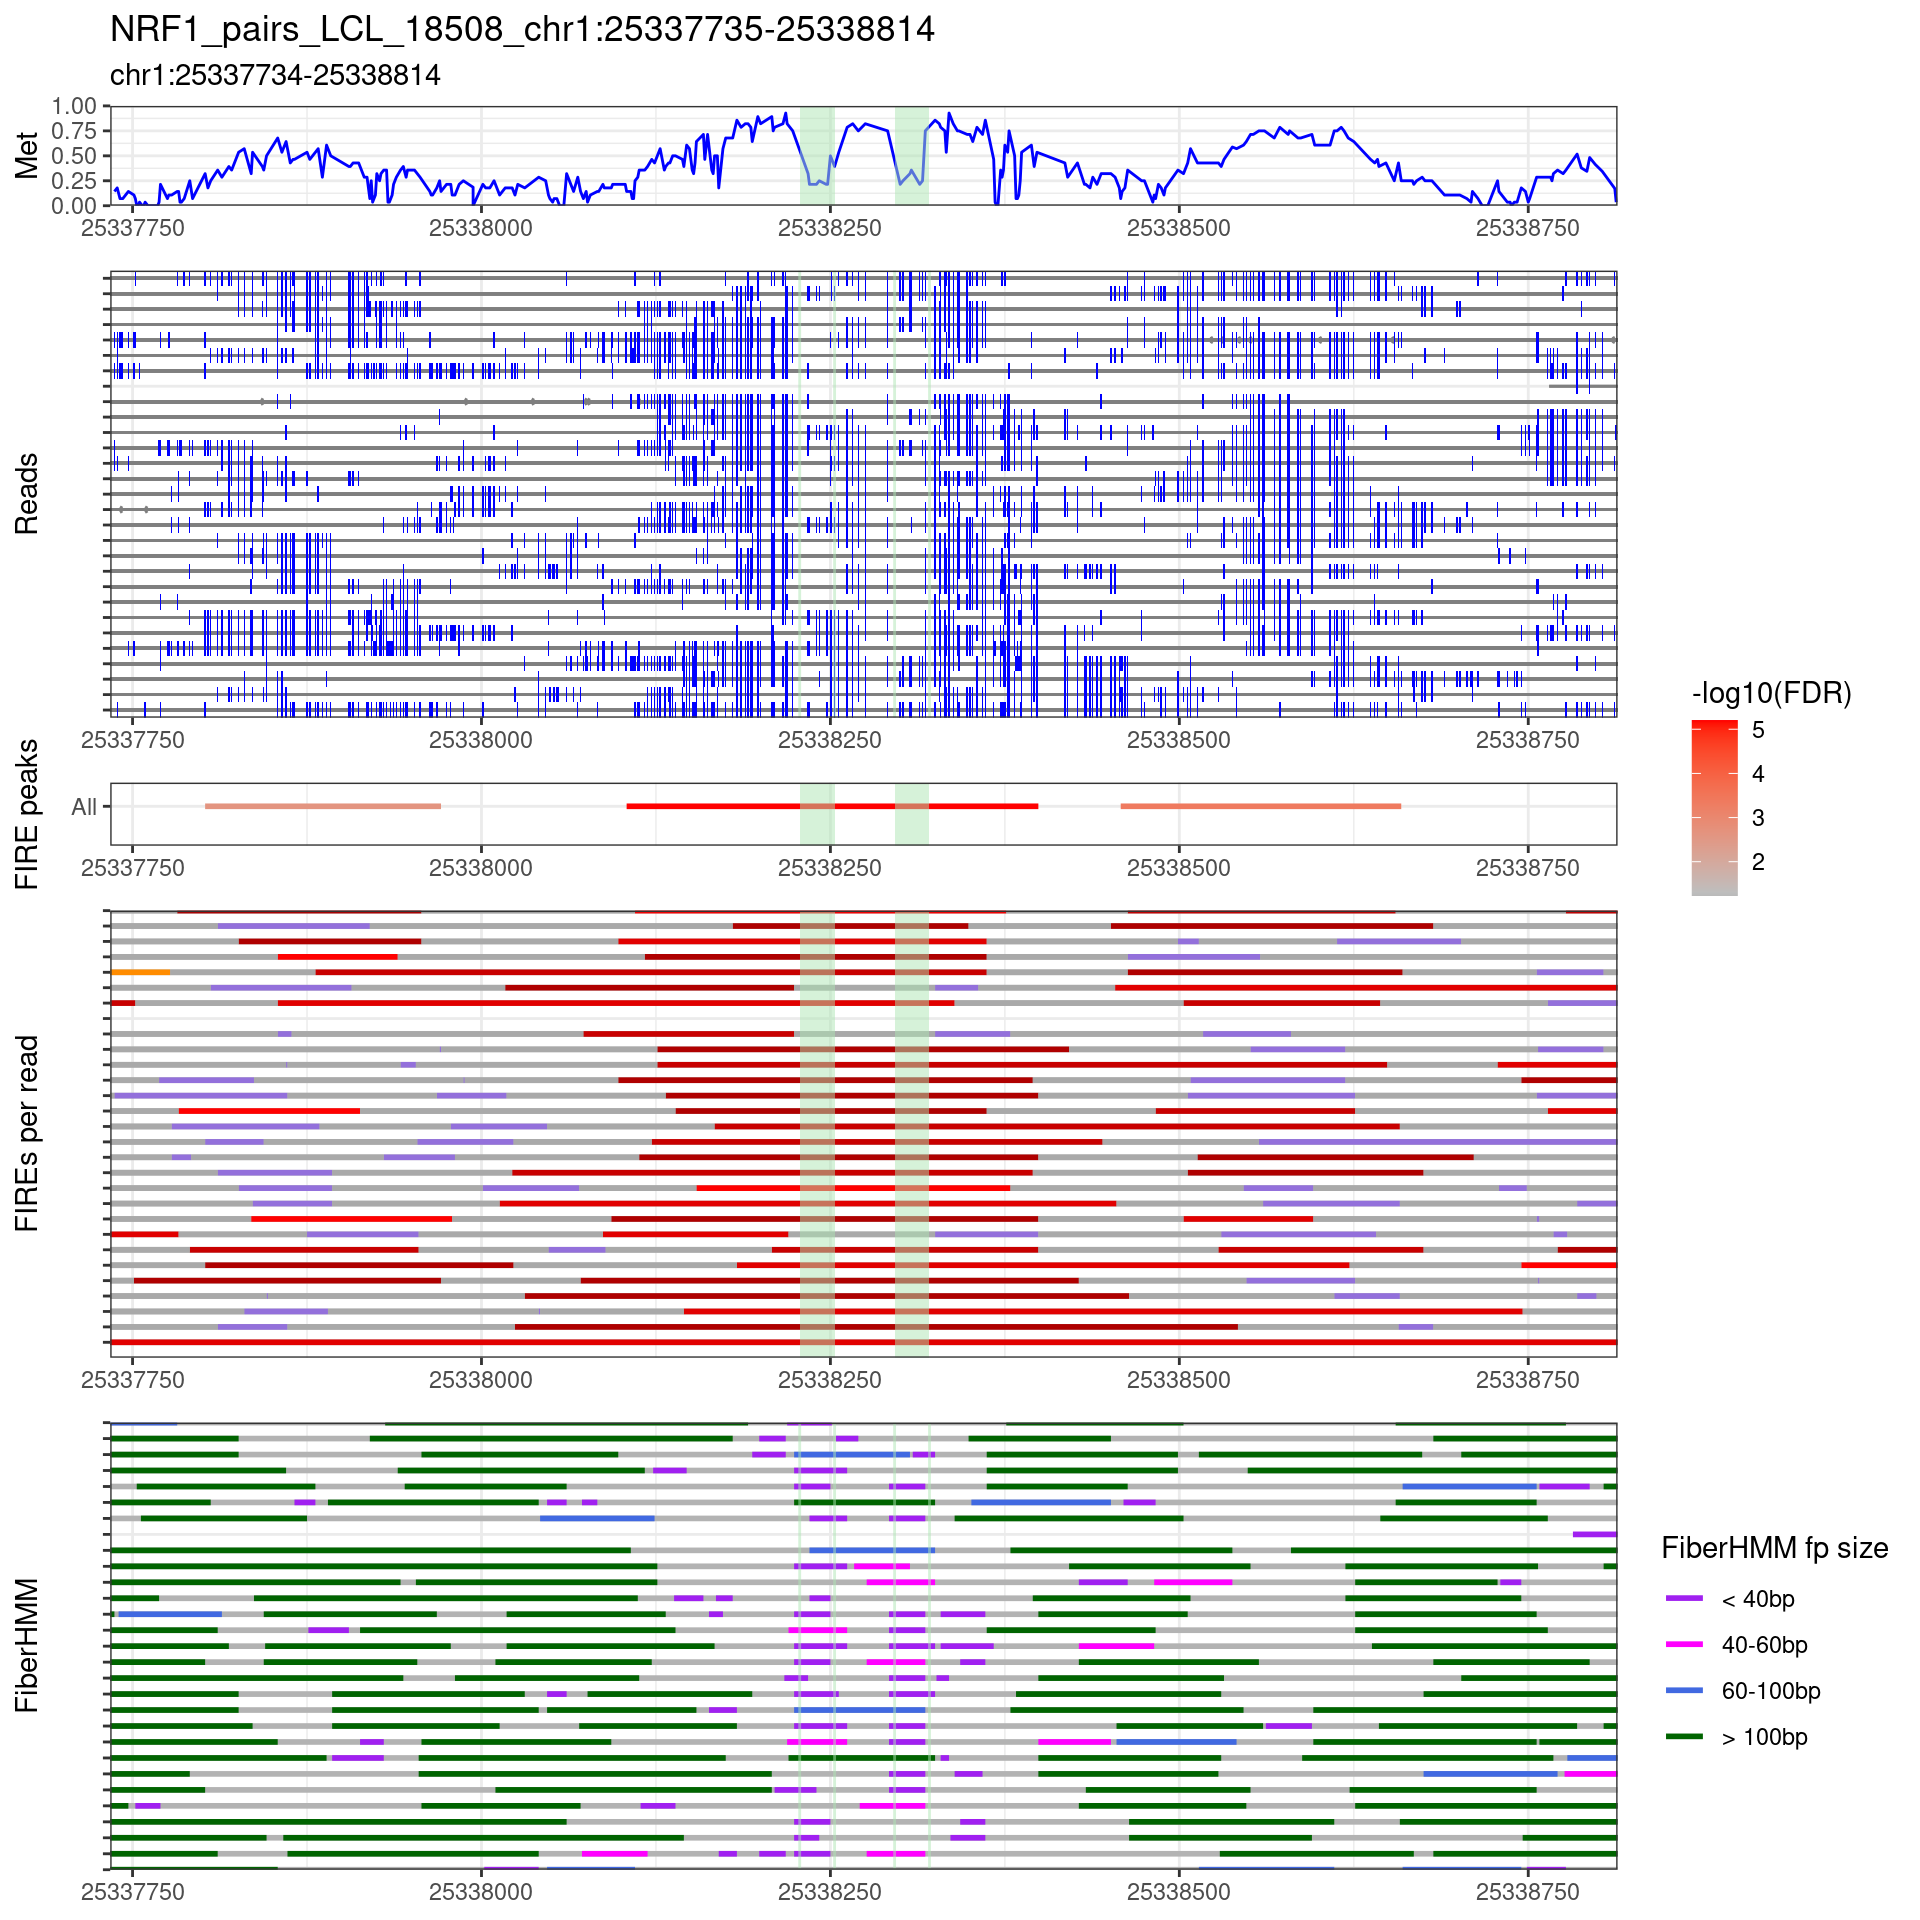 NRF1_pairs_LCL_18508_chr1:25337735-25338814
chr1:25337734-25338814
Met
1.00
0.75
0.50
0.25
0.00
25337750 25338000 25338250 25338500 25338750
Reads
25337750 25338000 25338250 25338500 25338750
FIRE peaks
All
25337750 25338000 25338250 25338500 25338750
-log10(FDR)
5
4
3
2
FIREs per read
25337750 25338000 25338250 25338500 25338750
FiberHMM
25337750 25338000 25338250 25338500 25338750
FiberHMM fp size
< 40bp
40-60bp
60-100bp
> 100bp